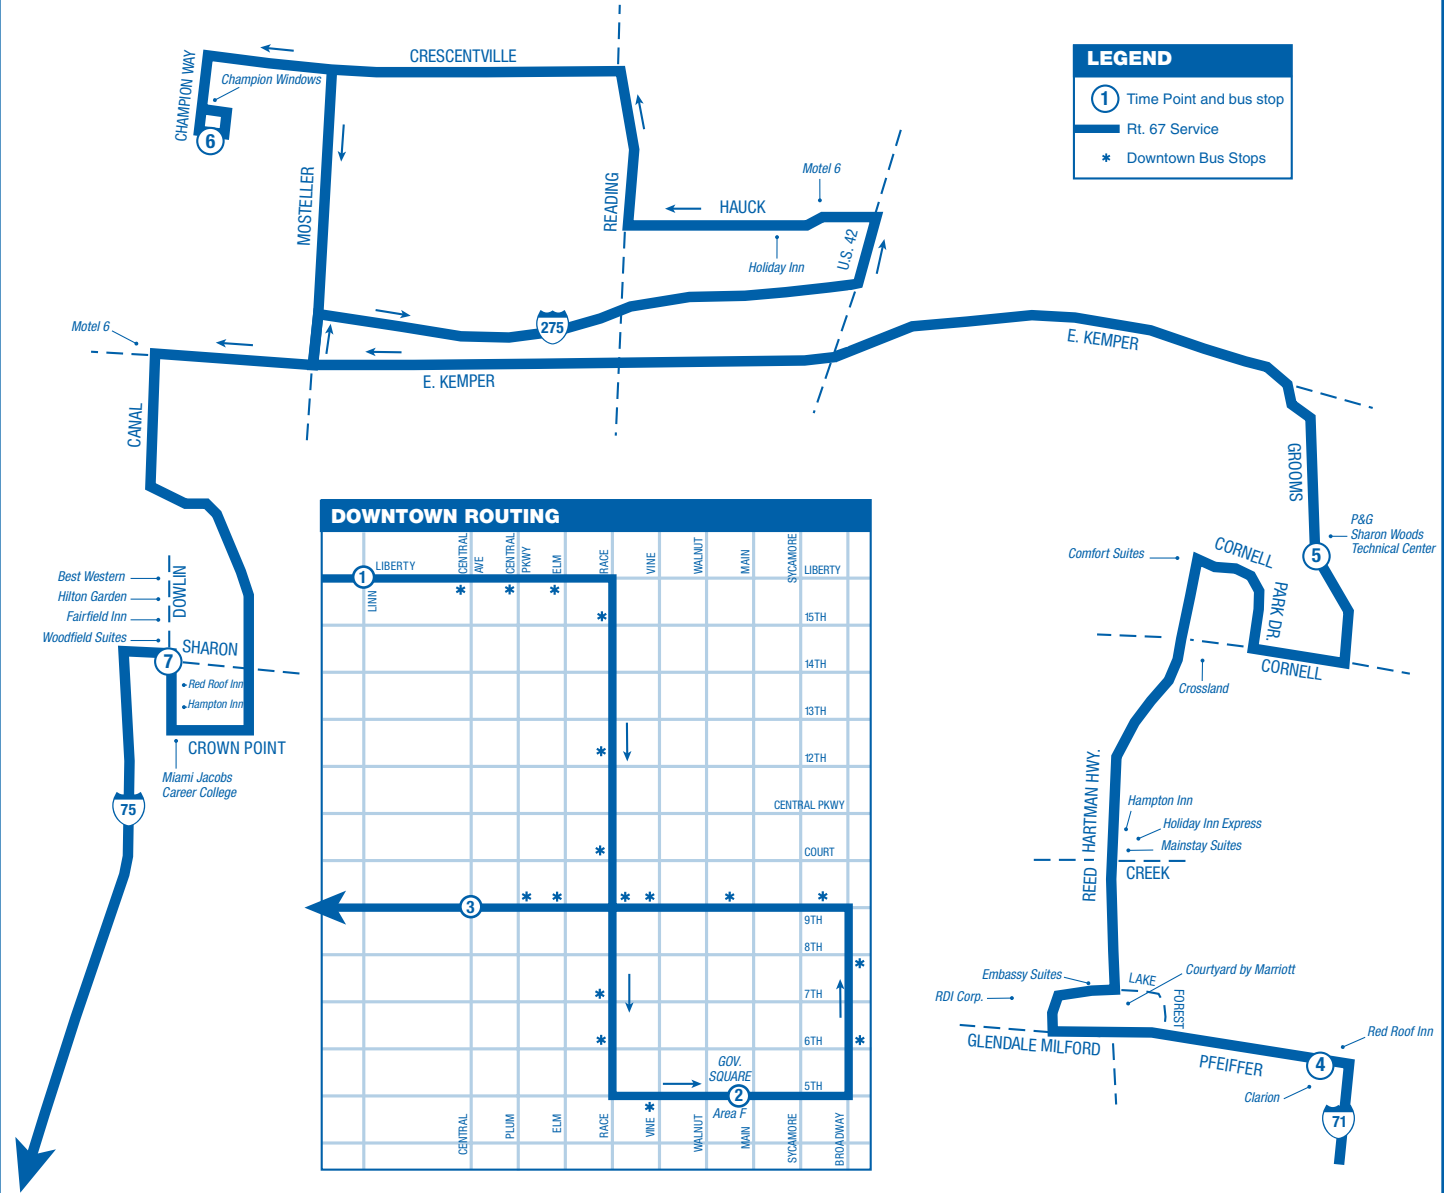 CRESCENTVILLE
CHAMPION WAY
Champion Windows
6
MOSTELLER
READING
HAUCK
Motel 6
Holiday Inn
U.S. 42
275
LEGEND
1 Time Point and bus stop
Rt. 67 Service
* Downtown Bus Stops
Motel 6
E. KEMPER
E. KEMPER
CANAL
GROOMS
P&G
Sharon Woods
Technical Center
5
Comfort Suites
CORNELL
PARK DR.
CORNELL
Crossland
Best Western
Hilton Garden
Fairfield Inn
Woodfield Suites
DOWLIN
SHARON
7
Red Roof Inn
Hampton Inn
CROWN POINT
Miami Jacobs
Career College
75
REED HARTMAN HWY.
Hampton Inn
Holiday Inn Express
Mainstay Suites
CREEK
Embassy Suites
RDI Corp.
LAKE
FOREST
Courtyard by Marriott
GLENDALE MILFORD
PFEIFFER
4
Red Roof Inn
Clarion
71
DOWNTOWN ROUTING
CENTRAL
AVE
CENTRAL
PKWY
ELM
RACE
VINE
WALNUT
MAIN
SYCAMORE
1
LIBERTY
LIBERTY
LINN
15TH
14TH
13TH
12TH
CENTRAL PKWY
COURT
3
9TH
8TH
7TH
6TH
GOV.
SQUARE
5TH
2
Area F
CENTRAL
PLUM
ELM
RACE
VINE
WALNUT
MAIN
SYCAMORE
BROADWAY